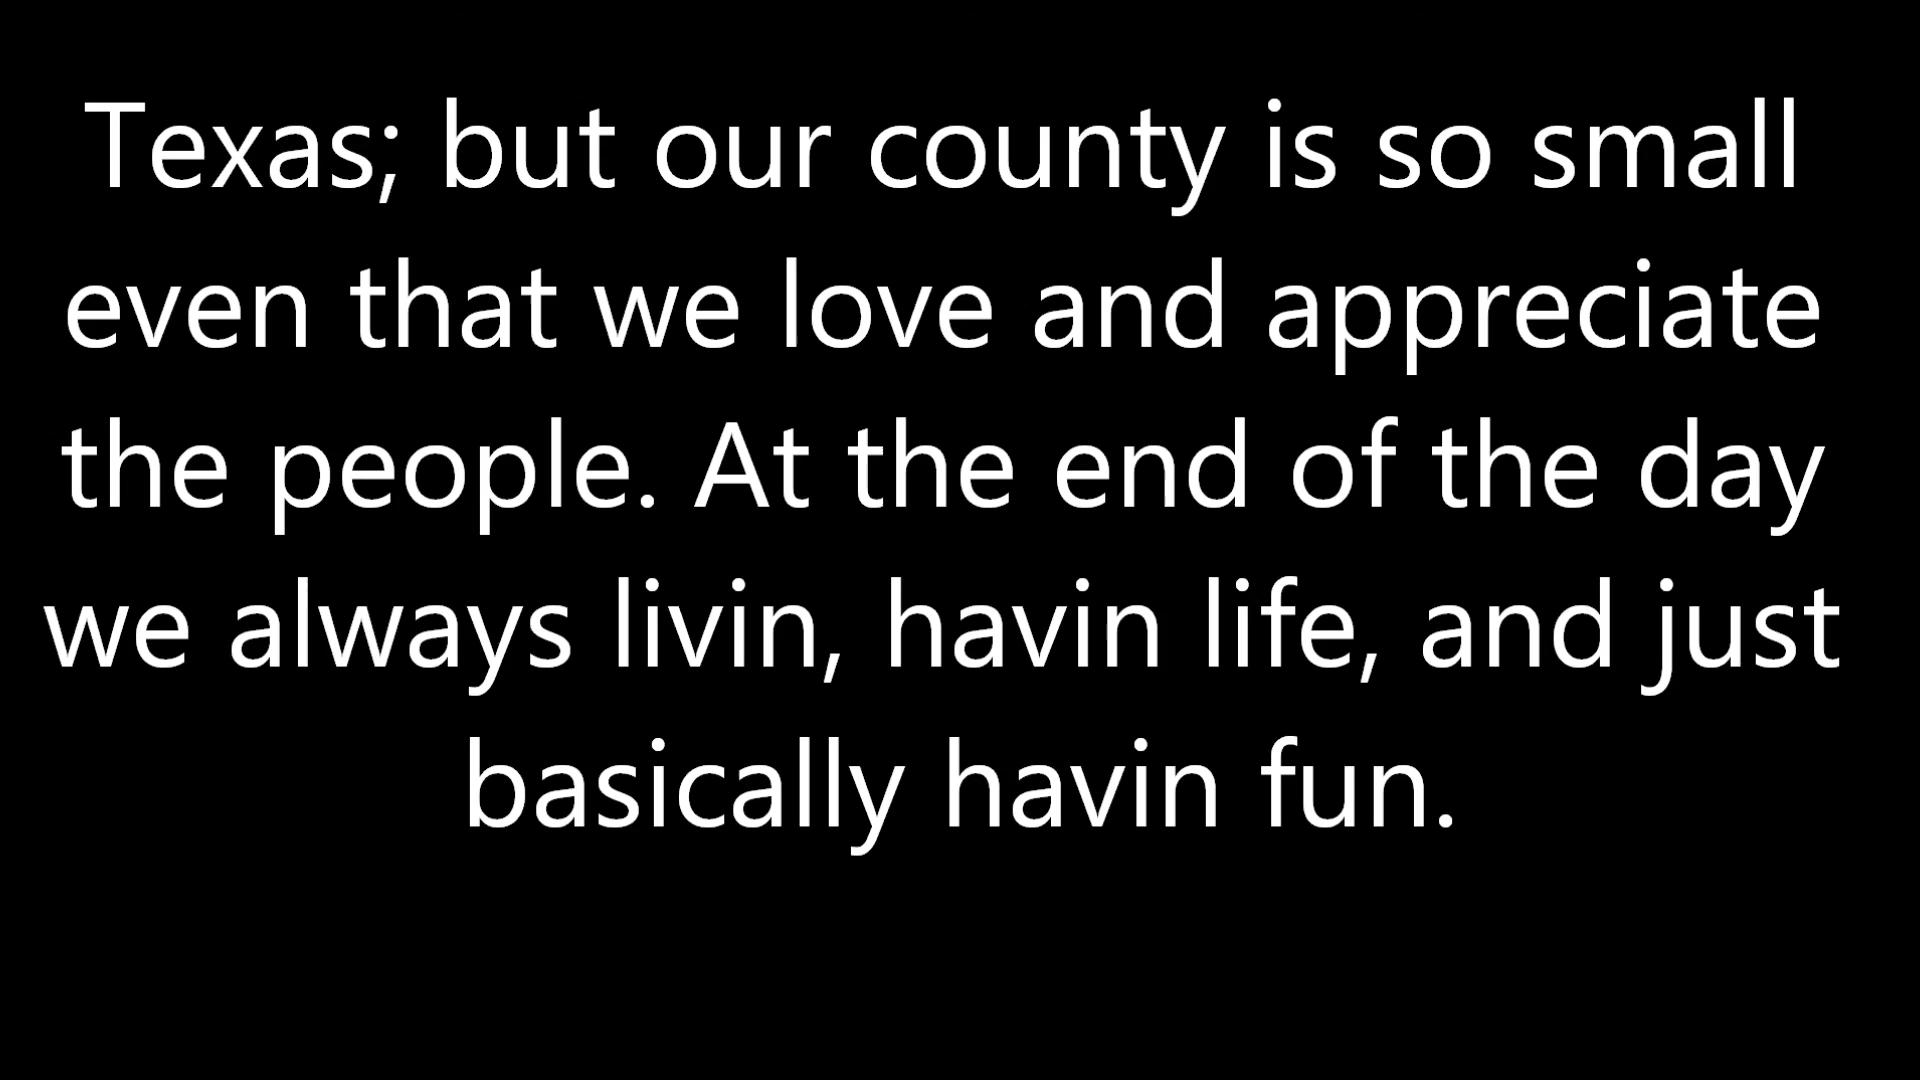 Texas; but our county is so small
even that we love and appreciate
the people. At the end of the day
we always livin, havin life, and just
basically havin fun.